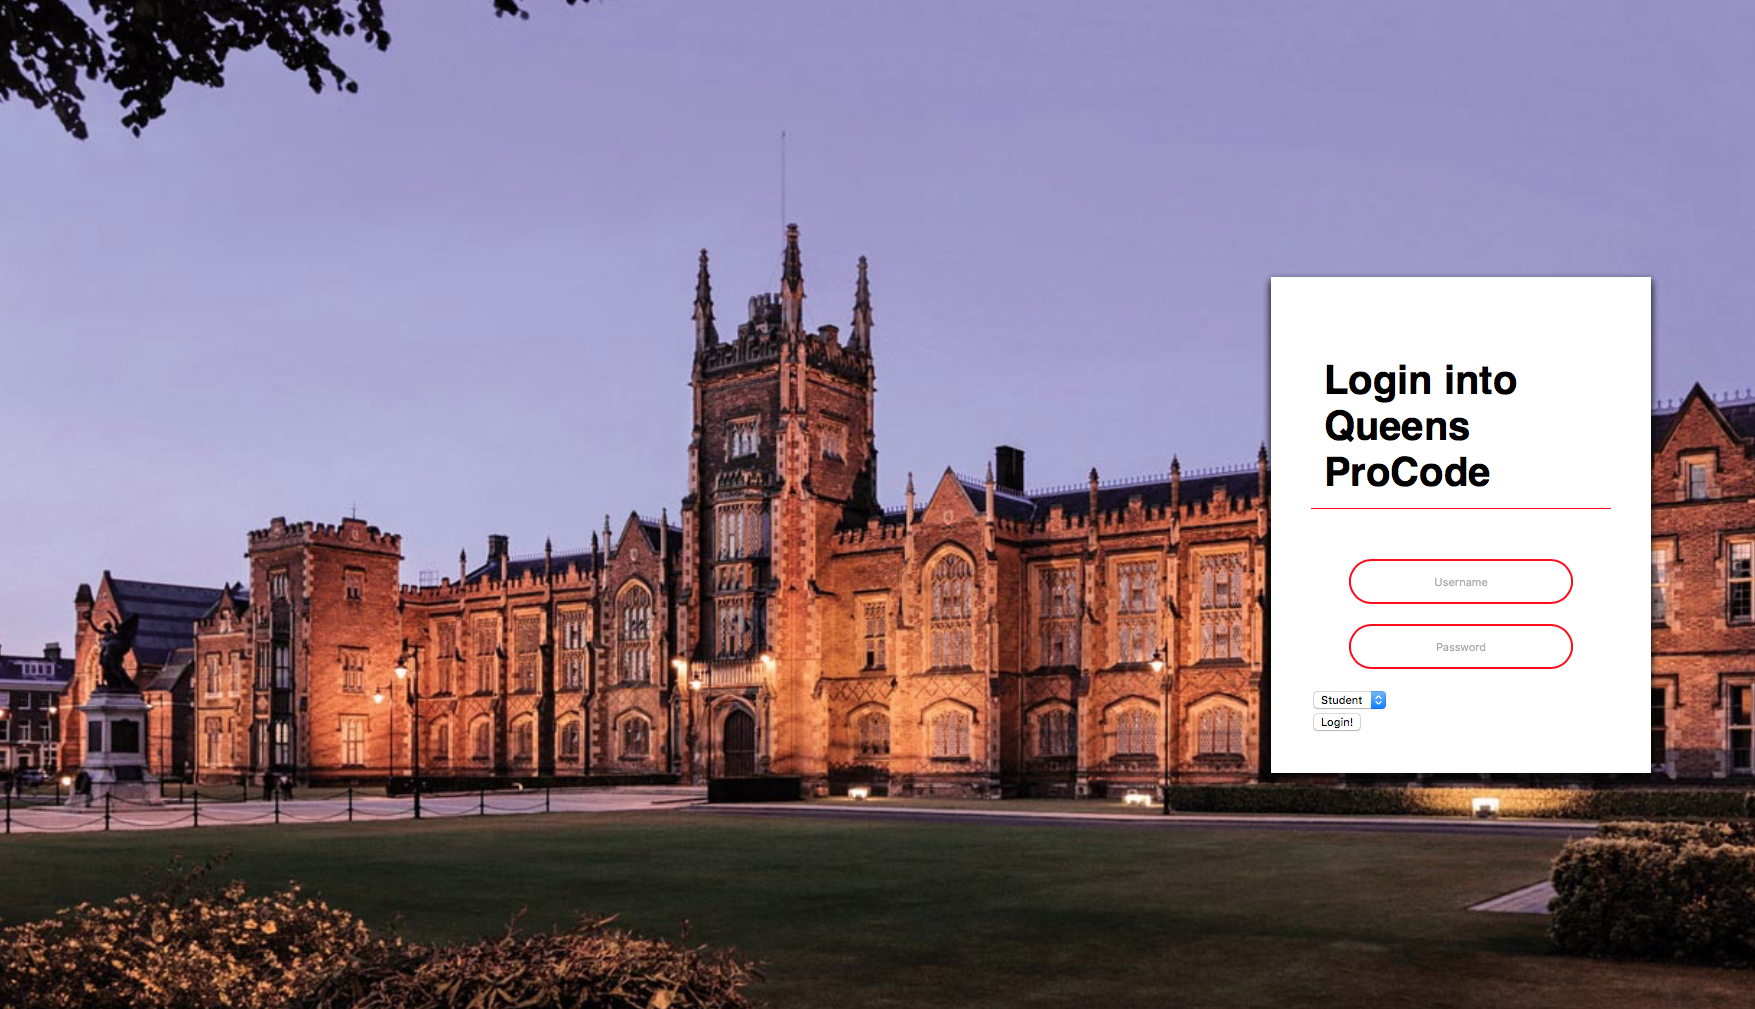 Login into
Queens
ProCode
Username
Password
Student
Login!